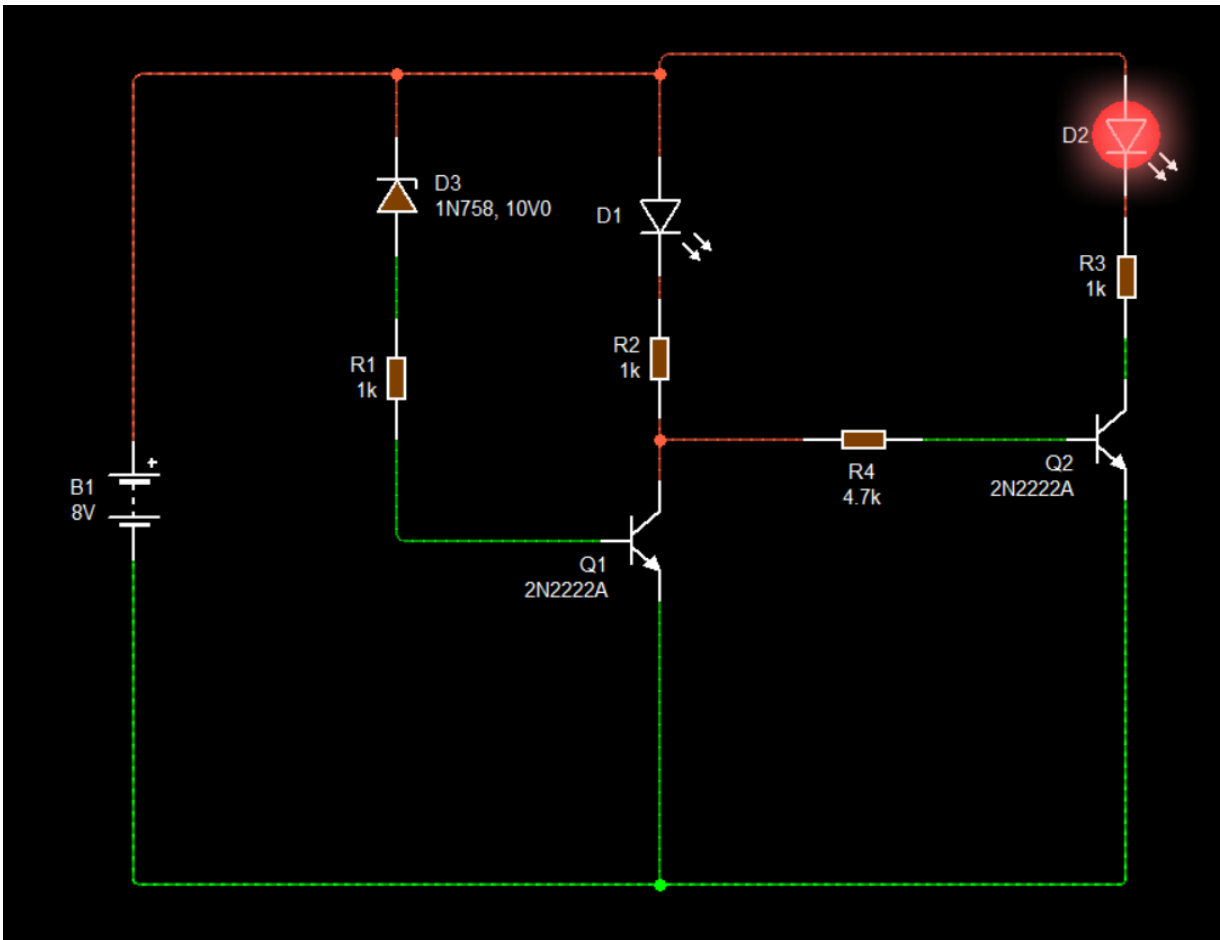 D2
D3
1N758, 10V0
D1
R3
1k
R2
1k
R1
1k
+
B1
8V
R4
4.7k
Q2
2N2222A
Q1
2N2222A